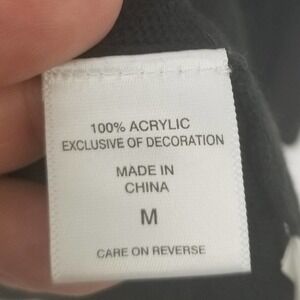 100% ACRYLIC
EXCLUSIVE OF DECORATION
MADE IN
CHINA
M
CARE ON REVERSE